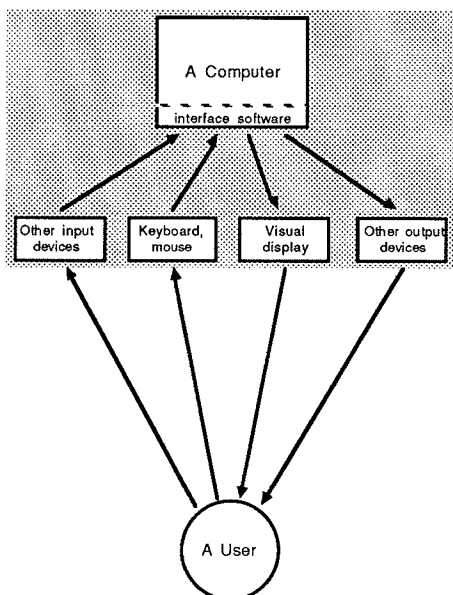 A Computer
interface software
Other input
devices
Keyboard,
mouse
Visual
display
Other output
devices
A User